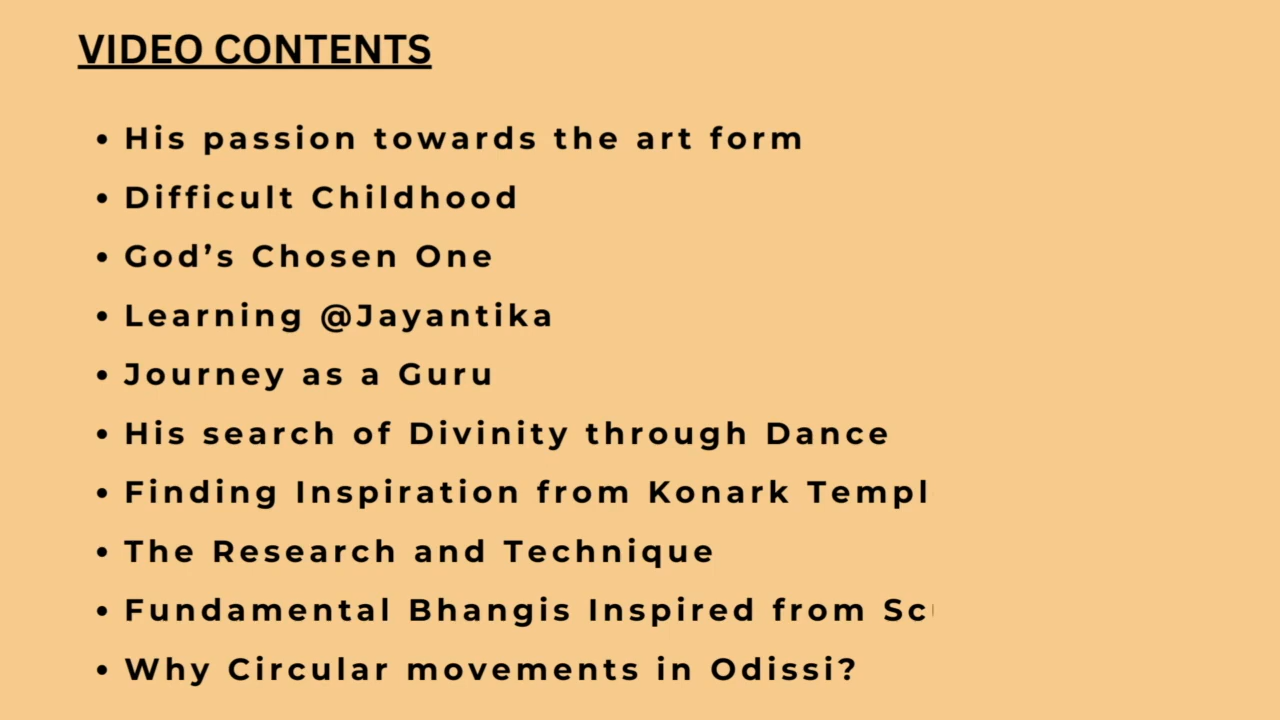 VIDEO CONTENTS
• His passion towards the art form
• Difficult Childhood
• God’s Chosen One
• Learning @Jayantika
• Journey as a Guru
• His search of Divinity through Dance
• Finding Inspiration from Konark Templ
• The Research and Technique
• Fundamental Bhangis Inspired from Sc
• Why Circular movements in Odissi?